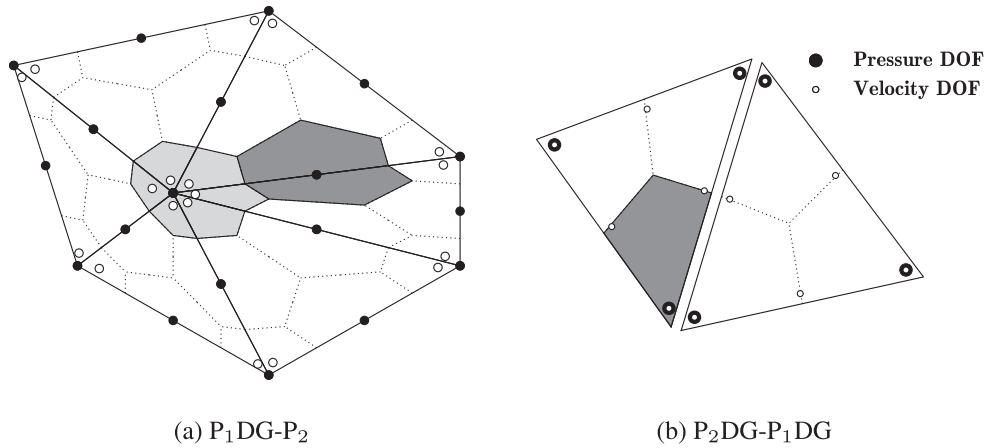 Pressure DOF
Velocity DOF
(a) P₁DG-P₂
(b) P₂DG-P₁DG